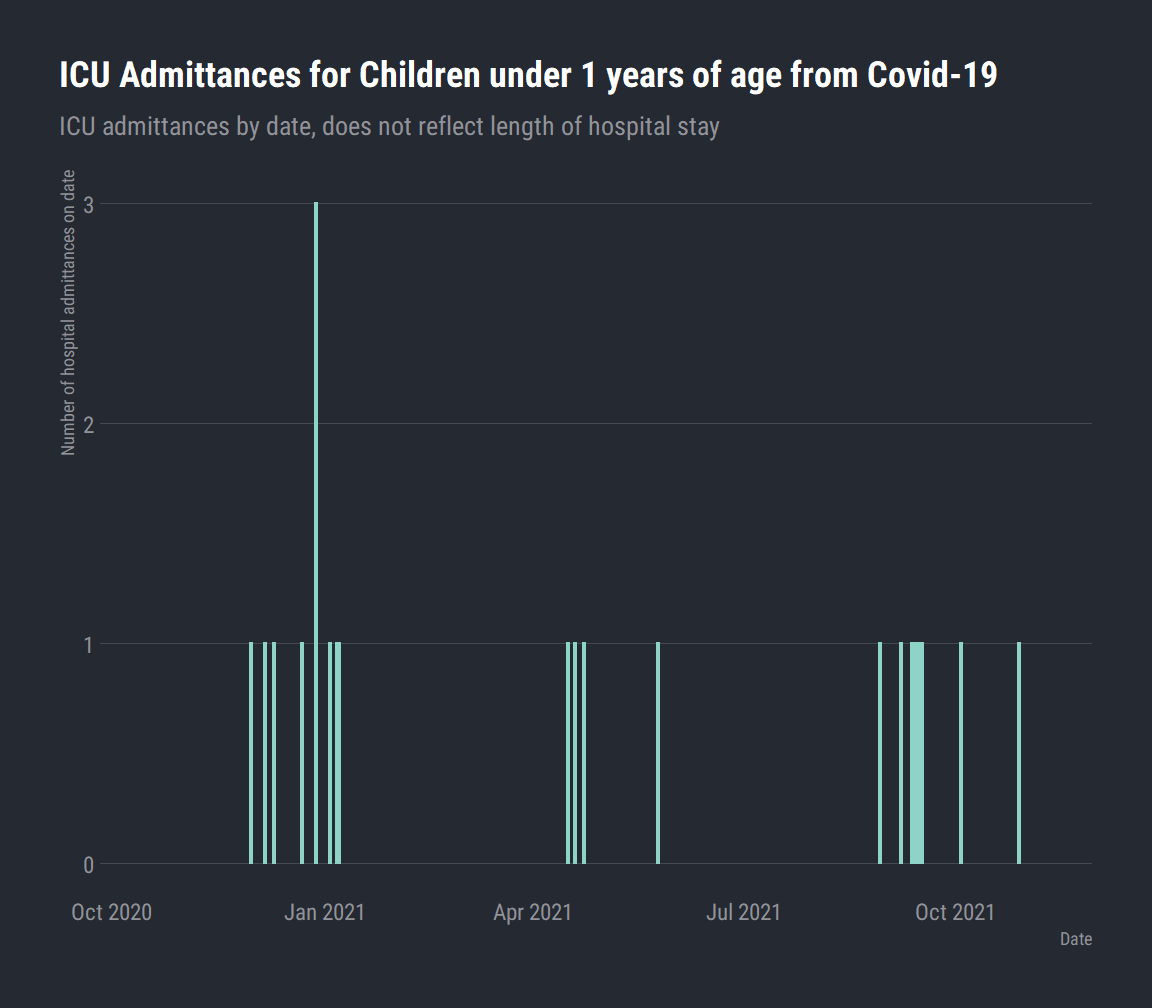 ICU Admittances for Children under 1 years of age from Covid-19
ICU admittances by date, does not reflect length of hospital stay
Number of hospital admittances on date
3
2
1
0
Oct 2020 Jan 2021 Apr 2021 Jul 2021 Oct 2021
Date